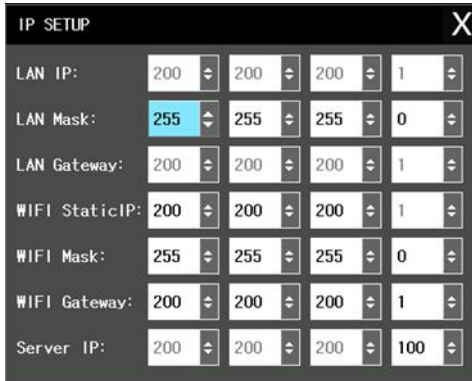 IP SETUP X
LAN IP: 200 200 200 1
LAN Mask: 255 255 255 0
LAN Gateway: 200 200 200 1
WIFI StaticIP: 200 200 200 1
WIFI Mask: 255 255 255 0
WIFI Gateway: 200 200 200 1
Server IP: 200 200 200 100